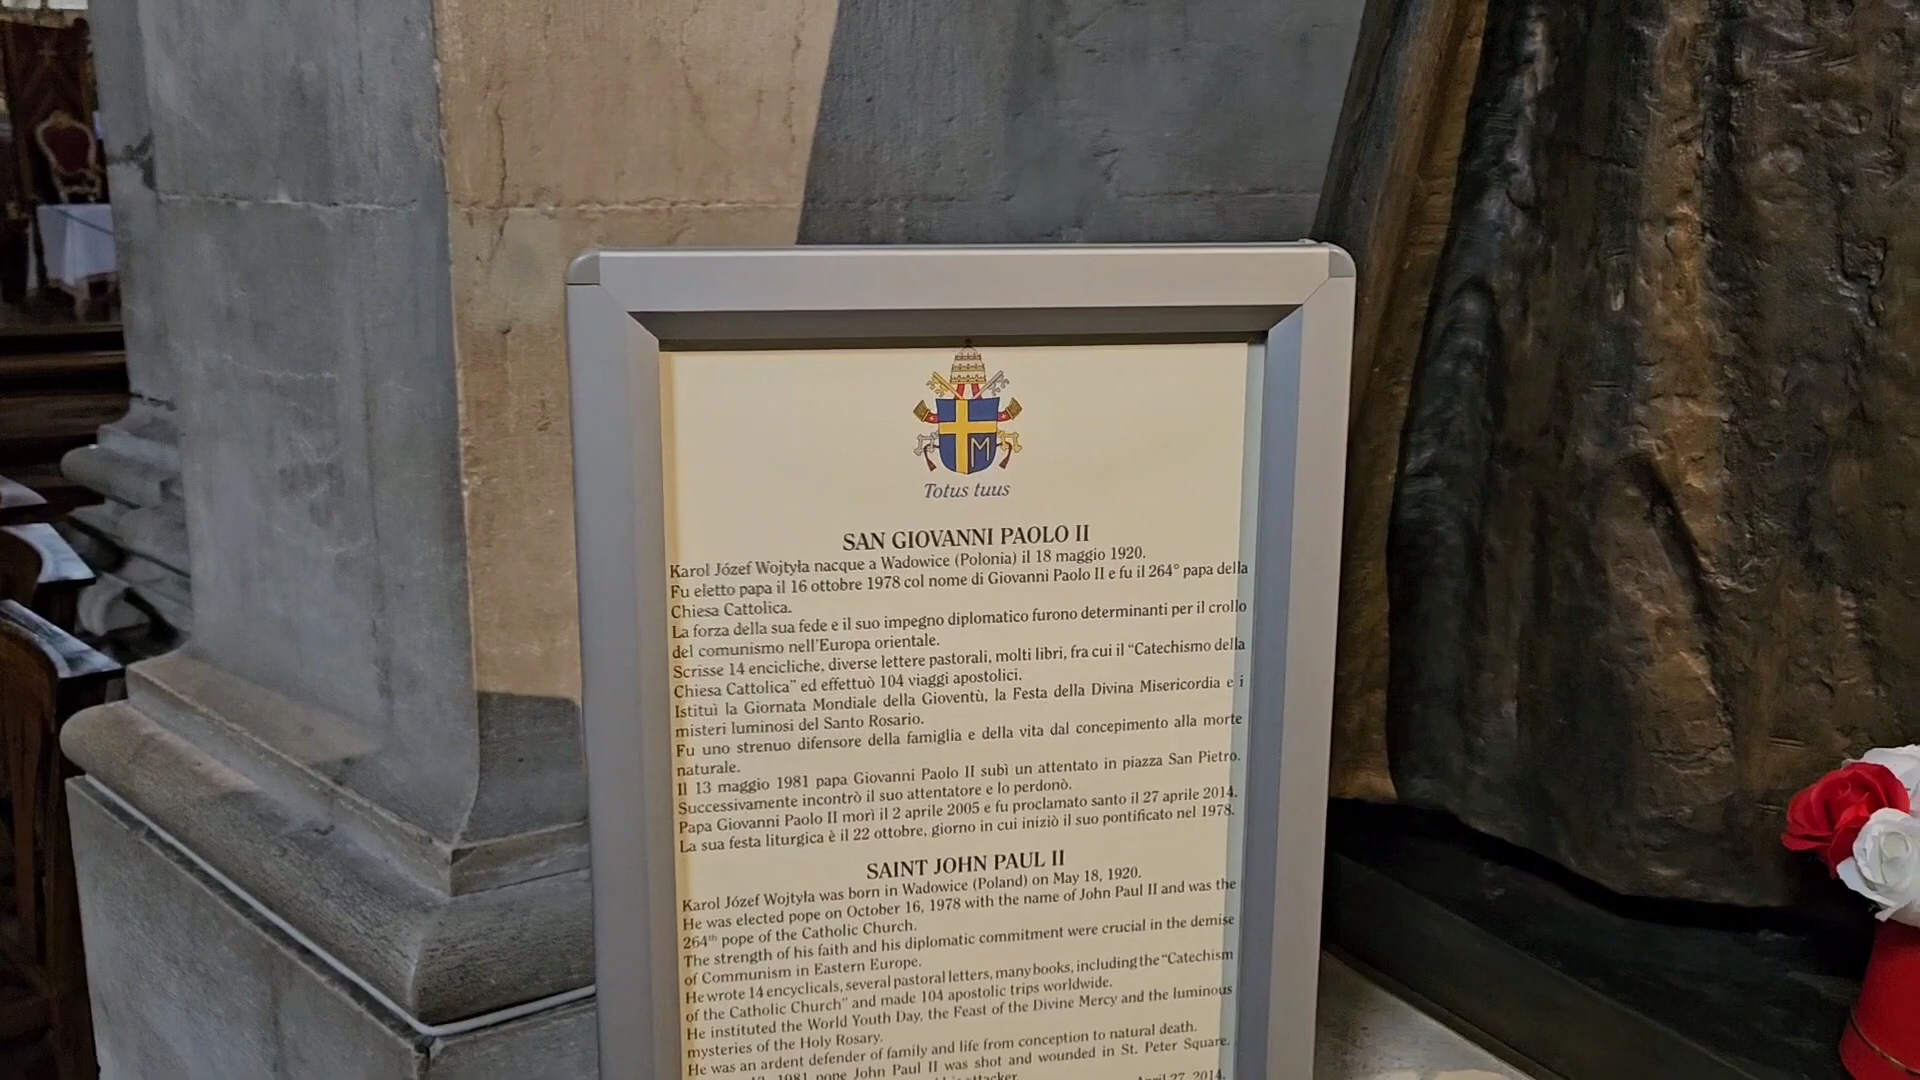 M
Totus tuus
SAN GIOVANNI PAOLO II
Karol Józef Wojtyła nacque a Wadowice (Polonia) il 18 maggio 1920.
Fu eletto papa il 16 ottobre 1978 col nome di Giovanni Paolo II e fu il 264° papa della
Chiesa Cattolica.
La forza della sua fede e il suo impegno diplomatico furono determinanti per il crollo
del comunismo nell'Europa orientale.
Scrisse 14 encicliche, diverse lettere pastorali, molti libri, fra cui il "Catechismo della
Chiesa Cattolica" ed effettuò 104 viaggi apostolici.
Istituì la Giornata Mondiale della Gioventù, la Festa della Divina Misericordia e i
misteri luminosi del Santo Rosario.
Fu uno strenuo difensore della famiglia e della vita dal concepimento alla morte
naturale.
Il 13 maggio 1981 papa Giovanni Paolo II subì un attentato in piazza San Pietro.
Successivamente incontrò il suo attentatore e lo perdonò.
Papa Giovanni Paolo II morì il 2 aprile 2005 e fu proclamato santo il 27 aprile 2014.
La sua festa liturgica è il 22 ottobre, giorno in cui iniziò il suo pontificato nel 1978.
SAINT JOHN PAUL II
Karol Józef Wojtyła was born in Wadowice (Poland) on May 18, 1920.
He was elected pope on October 16, 1978 with the name of John Paul II and was the
264th pope of the Catholic Church.
The strength of his faith and his diplomatic commitment were crucial in the demise
of Communism in Eastern Europe.
He wrote 14 encyclicals, several pastoral letters, many books, including the "Catechism
of the Catholic Church" and made 104 apostolic trips worldwide.
He instituted the World Youth Day, the Feast of the Divine Mercy and the luminous
mysteries of the Holy Rosary.
He was an ardent defender of family and life from conception to natural death.
1981 pope John Paul II was shot and wounded in St. Peter Square.
attacker.
April 27, 2014.